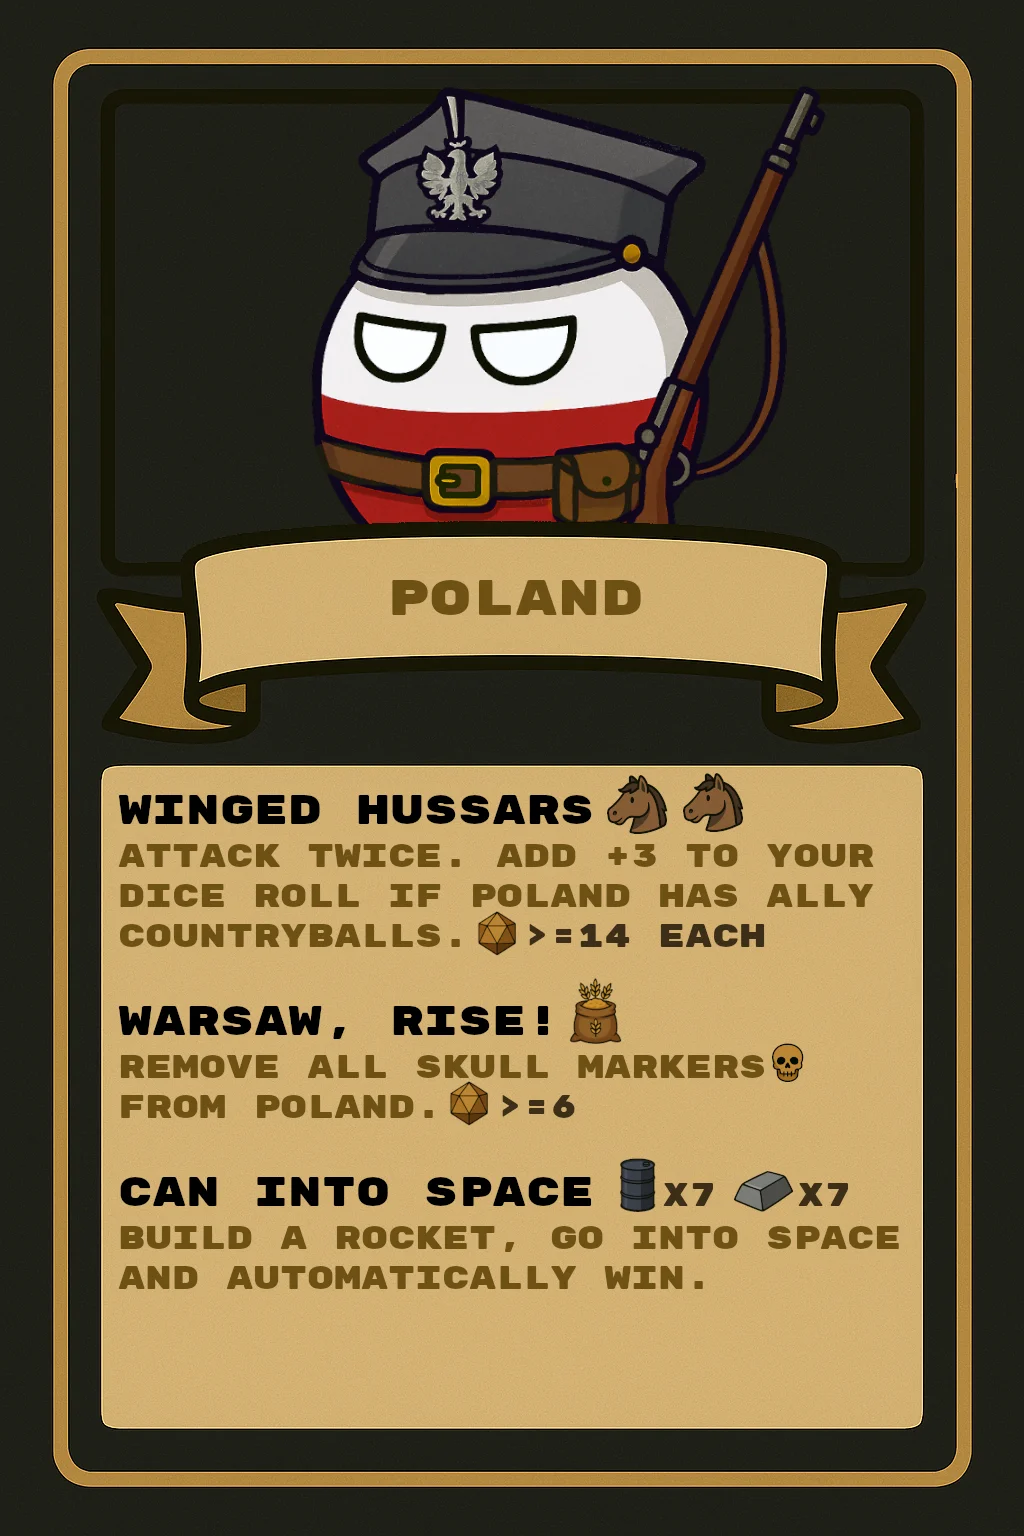 POLAND
WINGED HUSSARS
ATTACK TWICE. ADD +3 TO YOUR
DICE ROLL IF POLAND HAS ALLY
COUNTRYBALLS. >=14 EACH
WARSAW, RISE!
REMOVE ALL SKULL MARKERS
FROM POLAND. >=6
CAN INTO SPACE X7 X7
BUILD A ROCKET, GO INTO SPACE
AND AUTOMATICALLY WIN.